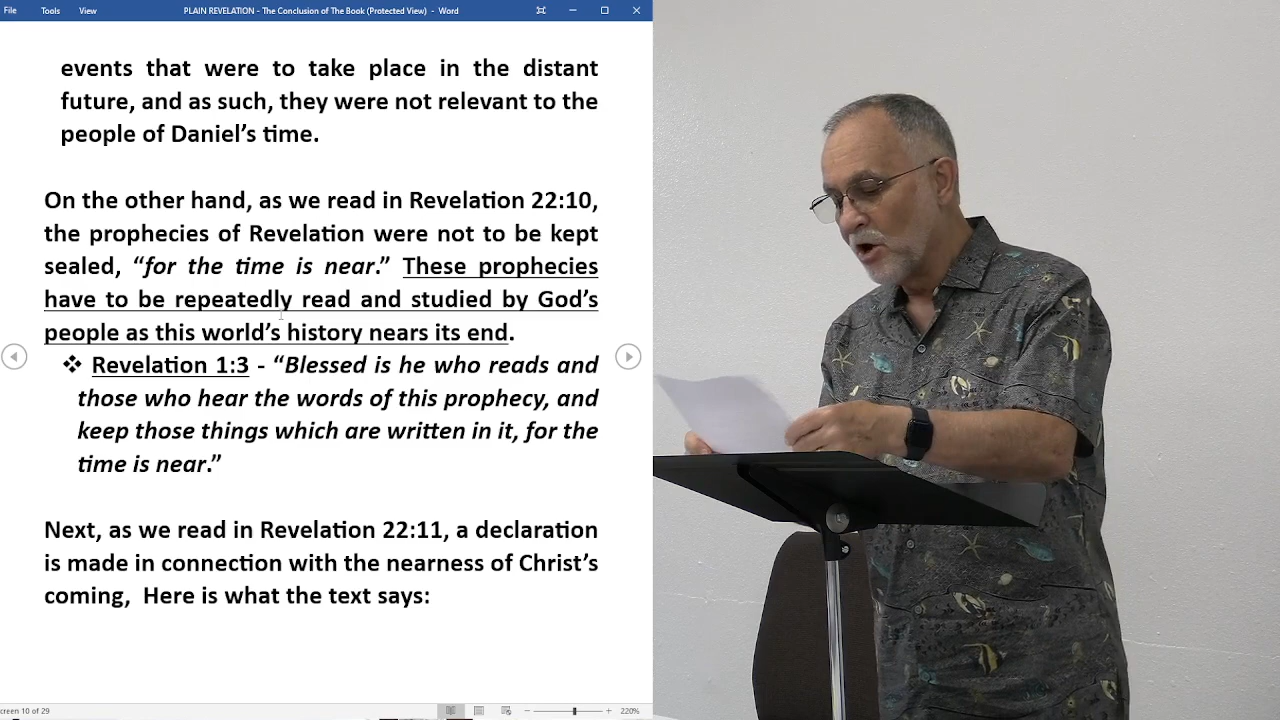 File Tools View PLAIN REVELATION - The Conclusion of The Book (Protected View) - Word
events that were to take place in the distant
future, and as such, they were not relevant to the
people of Daniel's time.
On the other hand, as we read in Revelation 22:10,
the prophecies of Revelation were not to be kept
sealed, “for the time is near.” These prophecies
have to be repeatedly read and studied by God's
people as this world's history nears its end.
❖ Revelation 1:3 - “Blessed is he who reads and
those who hear the words of this prophecy, and
keep those things which are written in it, for the
time is near.”
Next, as we read in Revelation 22:11, a declaration
is made in connection with the nearness of Christ's
coming, Here is what the text says:
creen 10 of 29 220%